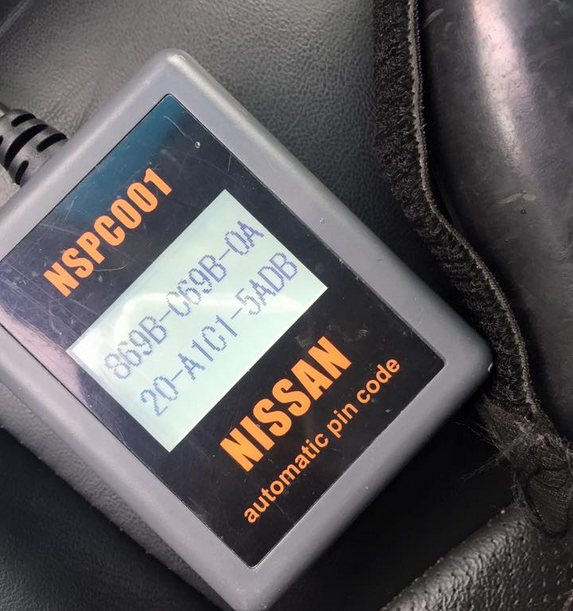 NSPC001
869B-C69B-0A
20-A1C1-5ADB
NISSAN
automatic pin code